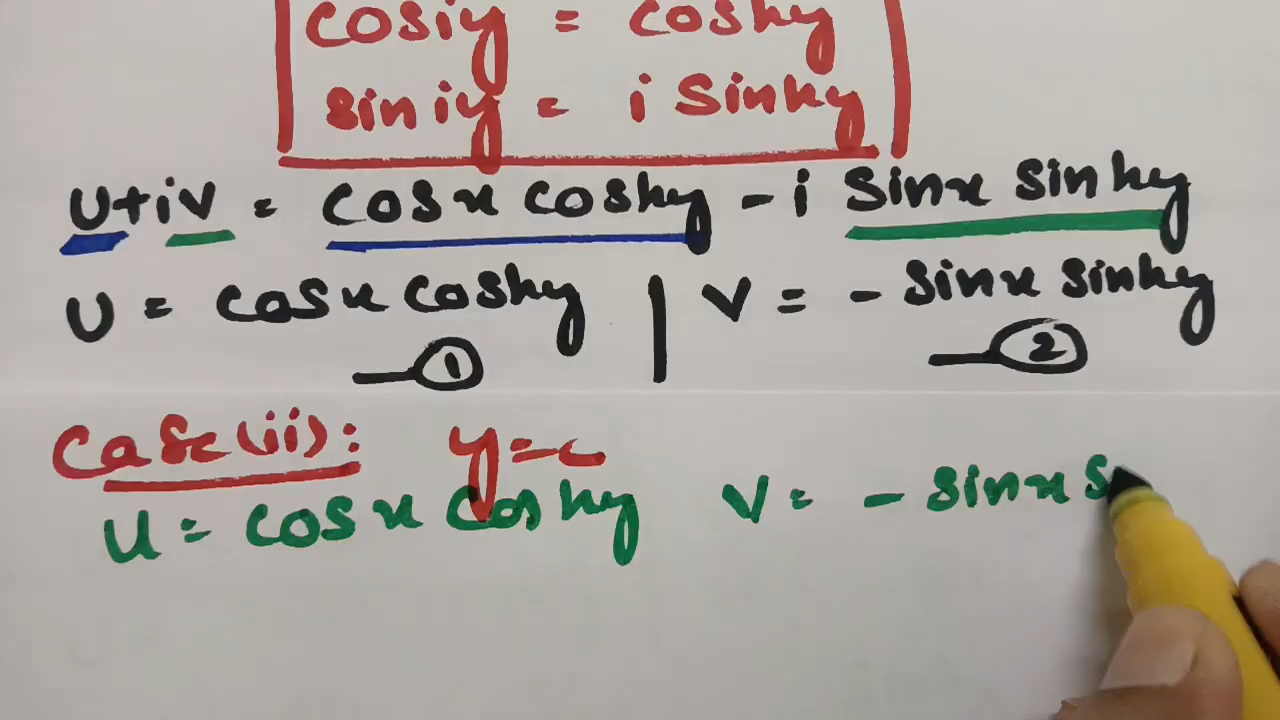 cosiy = coshy
sin iy = i sinhy
U+iV = cosx coshy - i sinx sinhy
U = cosx coshy | V = - sinx sinhy
1 2
Case(ii): y=c
U = cosx coshy V = - sinx s